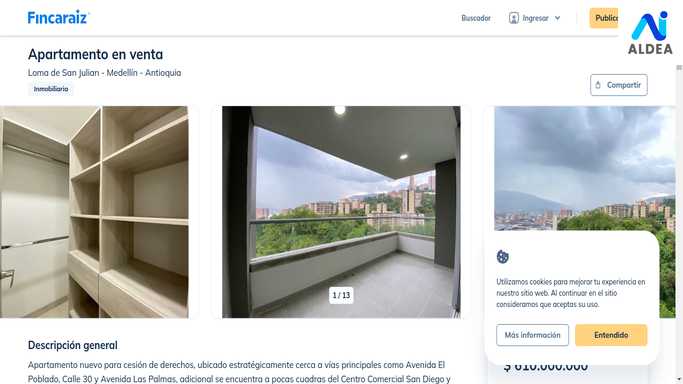 Fincaraiz
Buscador
Ingresar
Public
ALDEA
Apartamento en venta
Loma de San Julian - Medellín - Antioquia
Inmobiliario
Compartir
1 / 13
Utilizamos cookies para mejorar tu experiencia en
nuestro sitio web. Al continuar en el sitio
consideramos que aceptas su uso.
Más información
Entendido
$ 610.000.000
Descripción general
Apartamento nuevo para cesión de derechos, ubicado estratégicamente cerca a vías principales como Avenida El
Poblado, Calle 30 y Avenida Las Palmas, adicional se encuentra a pocas cuadras del Centro Comercial San Diego y